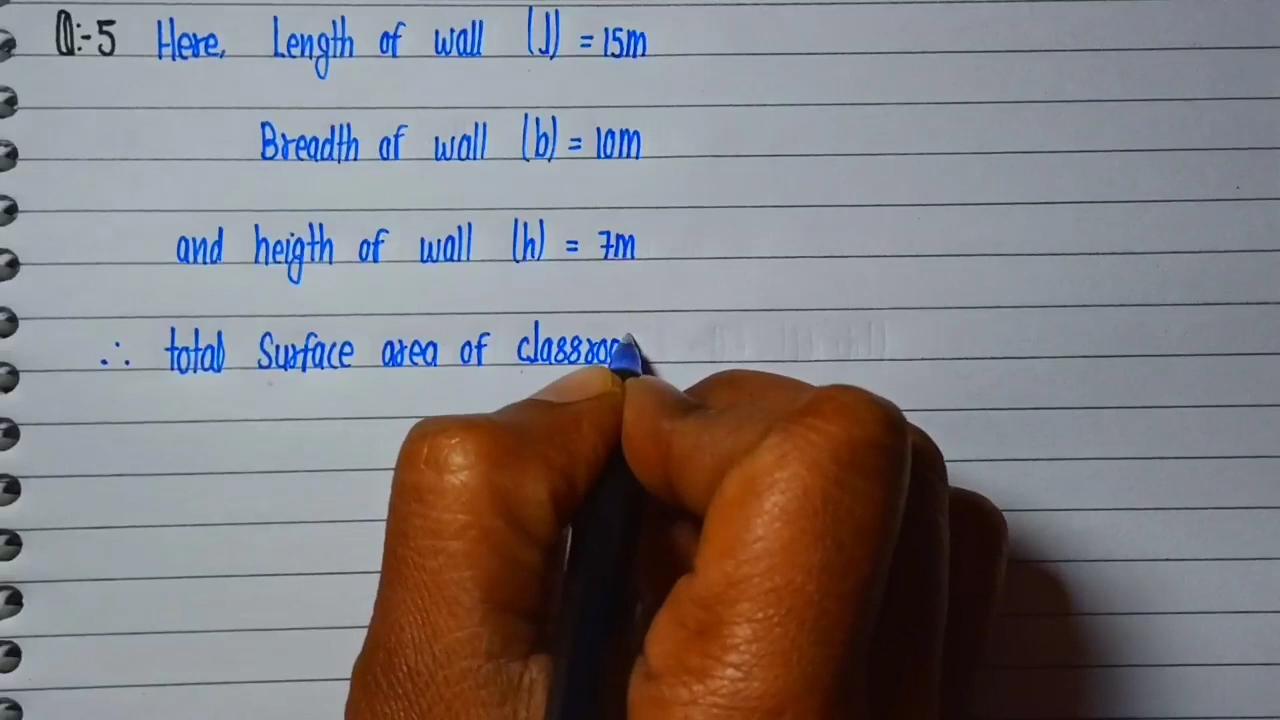 Q:-5 Here, Length of wall (l) = 15m
Breadth of wall (b) = 10m
and heigth of wall (h) = 7m
∴ total Surface area of classroo